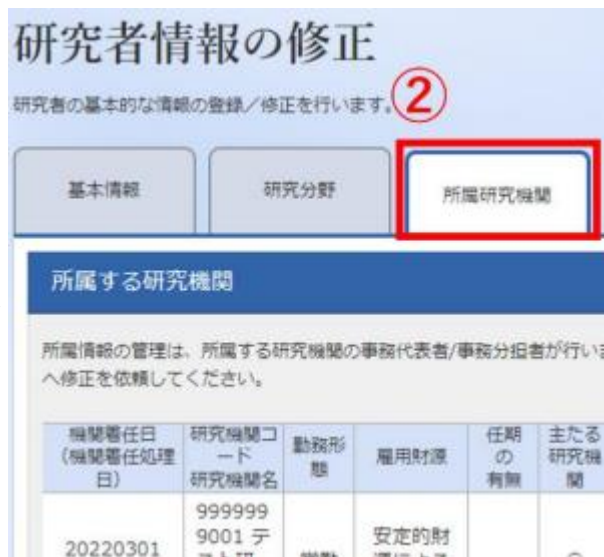 研究者情報の修正
研究者の基本的な情報の登録／修正を行います。
②
基本情報
研究分野
所属研究機関
所属する研究機関
所属情報の管理は、所属する研究機関の事務代表者/事務分担者が行いま
へ修正を依頼してください。
機関着任日
（機関着任処理
日）
研究機関コ
ード
研究機関名
勤務形
態
雇用財源
任期
の
有無
主たる
研究機
関
20220301
999999
9001 テ
常勤
安定的財